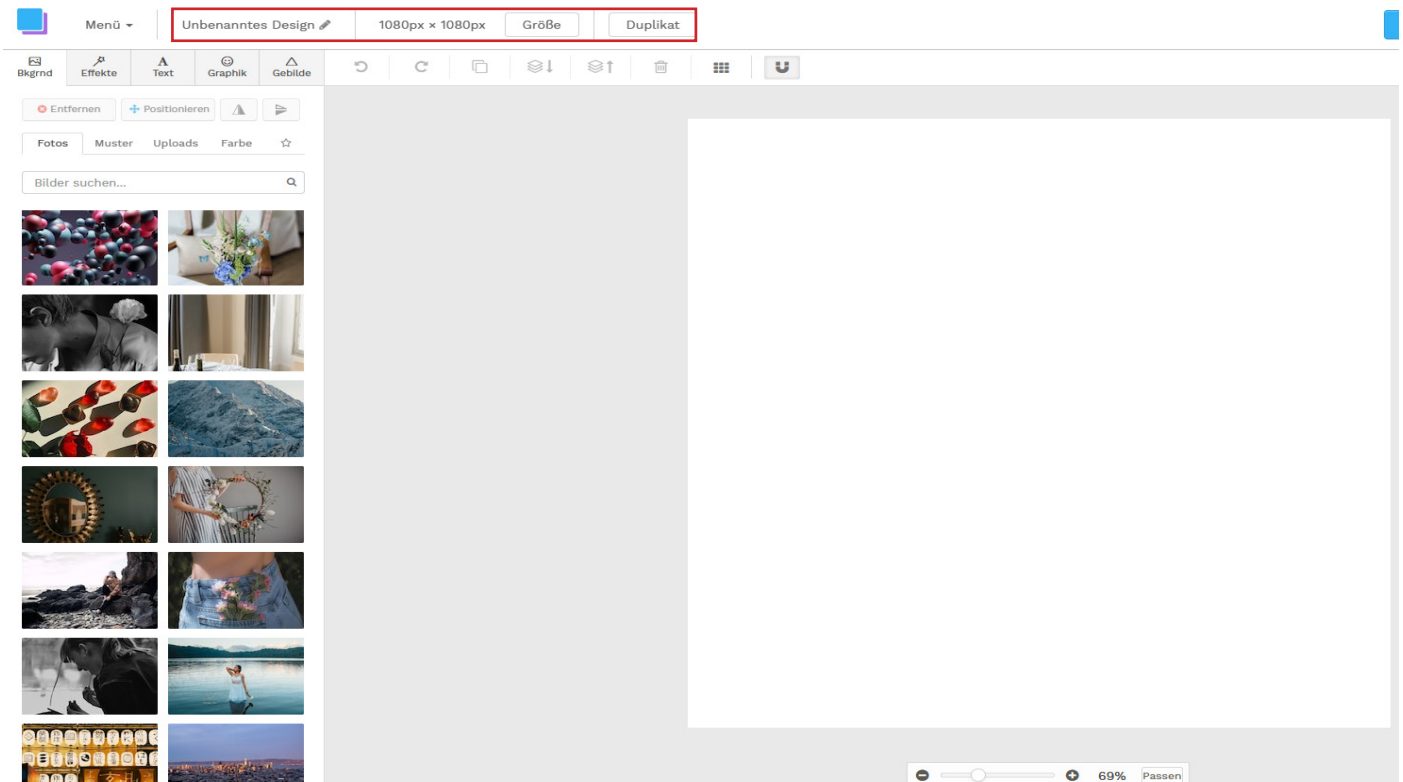 Menü
Unbenanntes Design
1080px × 1080px
Größe
Duplikat
Bkgrnd
Effekte
Text
Graphik
Gebilde
Entfernen
Positionieren
Fotos
Muster
Uploads
Farbe
Bilder suchen...
69%
Passen